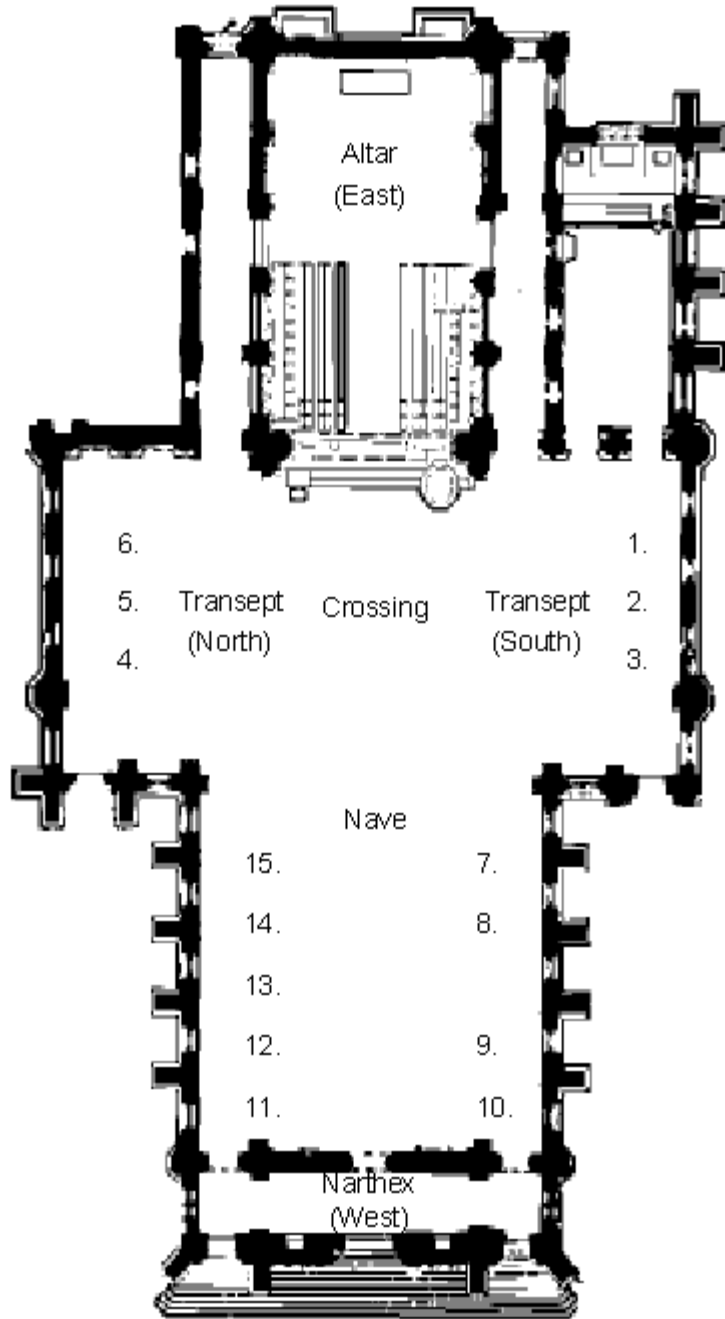 Altar
(East)
6. 1.
5. Transept Crossing Transept 2.
(North) (South)
4. 3.
Nave
15. 7.
14. 8.
13.
12. 9.
11. 10.
Narthex
(West)